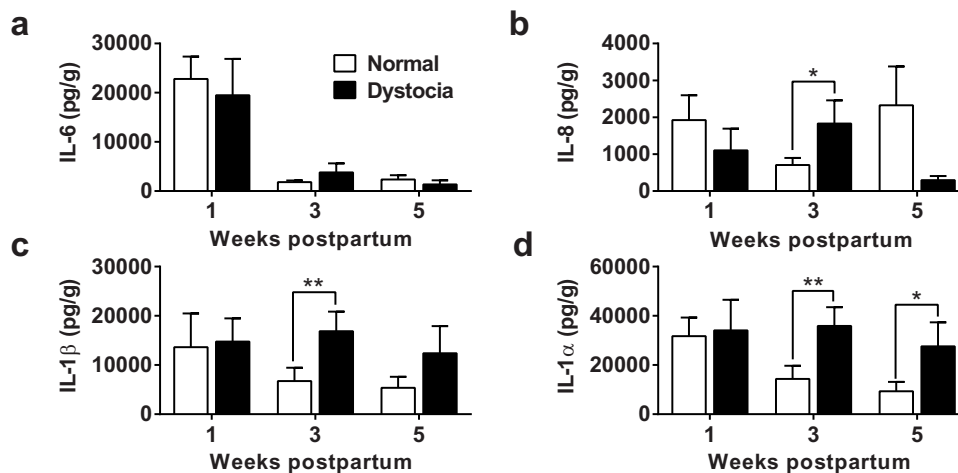 a
30000
20000
10000
0
IL-6 (pg/g)
Normal
Dystocia
1 3 5
Weeks postpartum
b
4000
3000
2000
1000
0
IL-8 (pg/g)
*
1 3 5
Weeks postpartum
c
30000
20000
10000
0
IL-1β (pg/g)
**
1 3 5
Weeks postpartum
d
60000
40000
20000
0
IL-1α (pg/g)
**
*
1 3 5
Weeks postpartum